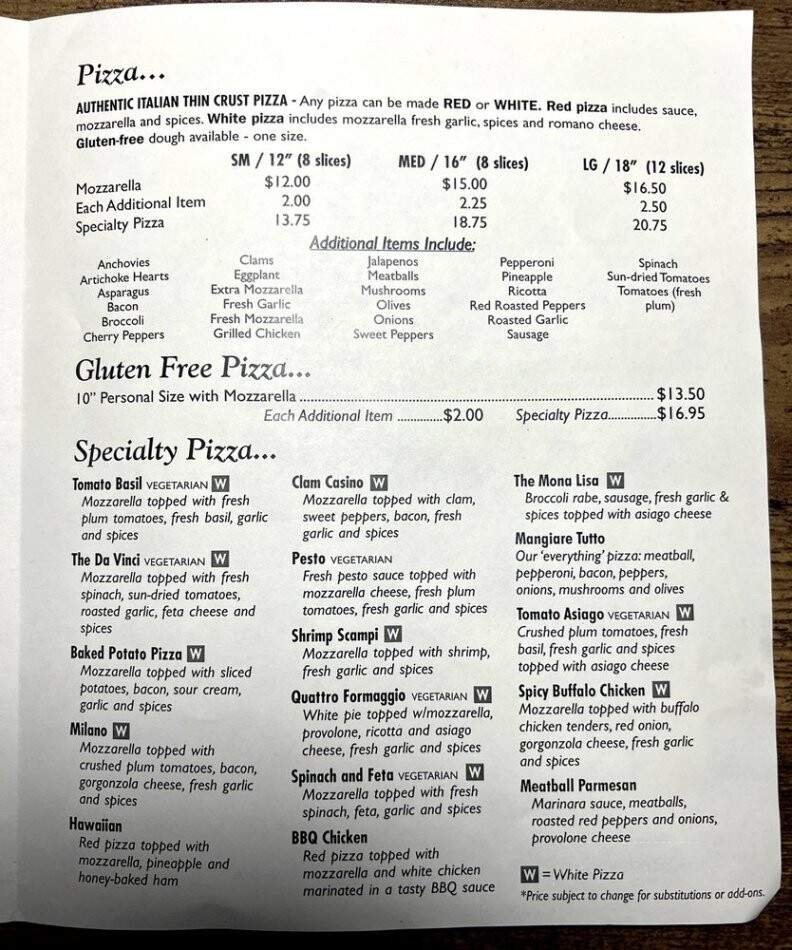 Pizza...
AUTHENTIC ITALIAN THIN CRUST PIZZA - Any pizza can be made RED or WHITE. Red pizza includes sauce,
mozzarella and spices. White pizza includes mozzarella fresh garlic, spices and romano cheese.
Gluten-free dough available - one size.
SM / 12" (8 slices) MED / 16" (8 slices) LG / 18" (12 slices)
Mozzarella $12.00 $15.00 $16.50
Each Additional Item 2.00 2.25 2.50
Specialty Pizza 13.75 18.75 20.75
Additional Items Include:
Anchovies Clams Jalapenos Pepperoni Spinach
Artichoke Hearts Eggplant Meatballs Pineapple Sun-dried Tomatoes
Asparagus Extra Mozzarella Mushrooms Ricotta Tomatoes (fresh
Bacon Fresh Garlic Olives Red Roasted Peppers plum)
Broccoli Fresh Mozzarella Onions Roasted Garlic
Cherry Peppers Grilled Chicken Sweet Peppers Sausage
Gluten Free Pizza...
10" Personal Size with Mozzarella ........ $13.50
Each Additional Item ............$2.00 Specialty Pizza.............$16.95
Specialty Pizza...
Tomato Basil VEGETARIAN W
Mozzarella topped with fresh
plum tomatoes, fresh basil, garlic
and spices
The Da Vinci VEGETARIAN W
Mozzarella topped with fresh
spinach, sun-dried tomatoes,
roasted garlic, feta cheese and
spices
Baked Potato Pizza W
Mozzarella topped with sliced
potatoes, bacon, sour cream,
garlic and spices
Milano W
Mozzarella topped with
crushed plum tomatoes, bacon,
gorgonzola cheese, fresh garlic
and spices
Hawaiian
Red pizza topped with
mozzarella, pineapple and
honey-baked ham
Clam Casino W
Mozzarella topped with clam,
sweet peppers, bacon, fresh
garlic and spices
Pesto VEGETARIAN
Fresh pesto sauce topped with
mozzarella cheese, fresh plum
tomatoes, fresh garlic and spices
Shrimp Scampi W
Mozzarella topped with shrimp,
fresh garlic and spices
Quattro Formaggio VEGETARIAN W
White pie topped w/mozzarella,
provolone, ricotta and asiago
cheese, fresh garlic and spices
Spinach and Feta VEGETARIAN W
Mozzarella topped with fresh
spinach, feta, garlic and spices
BBQ Chicken
Red pizza topped with
mozzarella and white chicken
marinated in a tasty BBQ sauce
The Mona Lisa W
Broccoli rabe, sausage, fresh garlic &
spices topped with asiago cheese
Mangiare Tutto
Our 'everything' pizza: meatball,
pepperoni, bacon, peppers,
onions, mushrooms and olives
Tomato Asiago VEGETARIAN W
Crushed plum tomatoes, fresh
basil, fresh garlic and spices
topped with asiago cheese
Spicy Buffalo Chicken W
Mozzarella topped with buffalo
chicken tenders, red onion,
gorgonzola cheese, fresh garlic
and spices
Meatball Parmesan
Marinara sauce, meatballs,
roasted red peppers and onions,
provolone cheese
W = White Pizza
*Price subject to change for substitutions or add-ons.